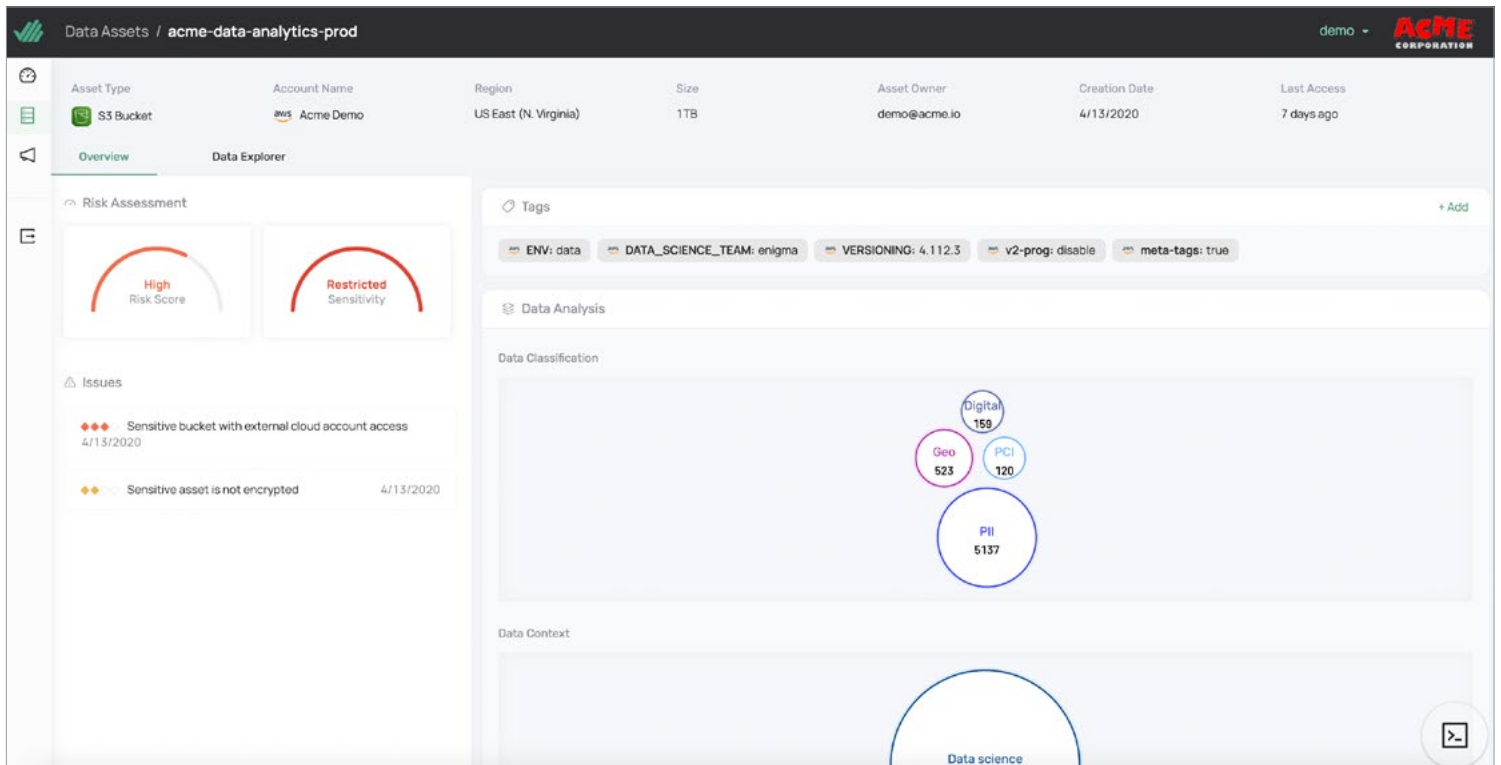 Data Assets / acme-data-analytics-prod
demo
ACME
CORPORATION
Asset Type
Account Name
Region
Size
Asset Owner
Creation Date
Last Access
S3 Bucket
aws Acme Demo
US East (N. Virginia)
1TB
demo@acme.io
4/13/2020
7 days ago
Overview
Data Explorer
Risk Assessment
High
Risk Score
Restricted
Sensitivity
Issues
Sensitive bucket with external cloud account access
4/13/2020
Sensitive asset is not encrypted
4/13/2020
Tags
+ Add
aws ENV: data
aws DATA_SCIENCE_TEAM: enigma
aws VERSIONING: 4.112.3
aws v2-prog: disable
aws meta-tags: true
Data Analysis
Data Classification
Digital
159
Geo
523
PCI
120
PII
5137
Data Context
Data science